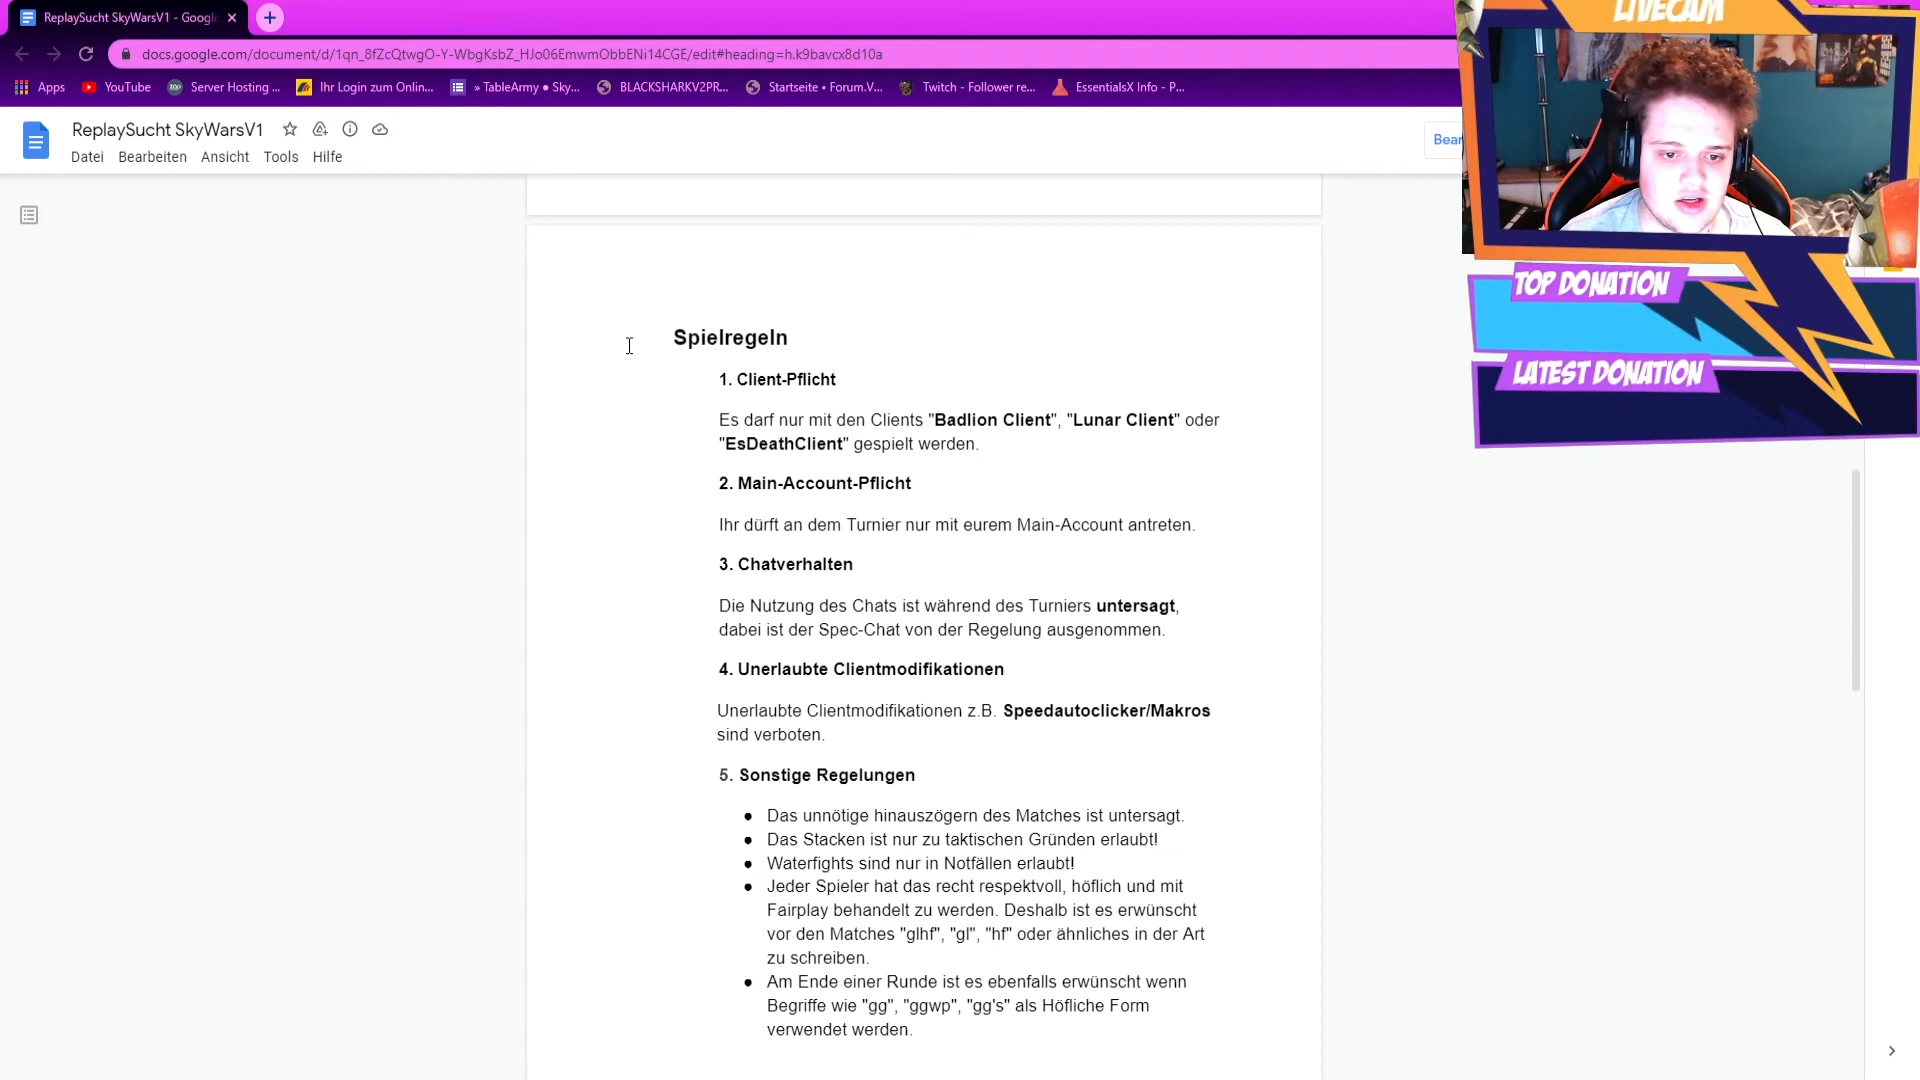 ReplaySucht SkyWarsV1 - Google
docs.google.com/document/d/1qn_8fZcQtwgO-Y-WbgKsbZ_HJo06EmwmObbENi14CGE/edit#heading=h.k9bavcx8d10a
Apps YouTube Server Hosting ... Ihr Login zum Onlin... » TableArmy ● Sky... BLACKSHARKV2PR... Startseite • Forum.V... Twitch - Follower re... EssentialsX Info - P...
LIVECAM
ReplaySucht SkyWarsV1
Bear
Datei Bearbeiten Ansicht Tools Hilfe
TOP DONATION
LATEST DONATION
Spielregeln
1. Client-Pflicht
Es darf nur mit den Clients "Badlion Client", "Lunar Client" oder
"EsDeathClient" gespielt werden.
2. Main-Account-Pflicht
Ihr dürft an dem Turnier nur mit eurem Main-Account antreten.
3. Chatverhalten
Die Nutzung des Chats ist während des Turniers untersagt,
dabei ist der Spec-Chat von der Regelung ausgenommen.
4. Unerlaubte Clientmodifikationen
Unerlaubte Clientmodifikationen z.B. Speedautoclicker/Makros
sind verboten.
5. Sonstige Regelungen
● Das unnötige hinauszögern des Matches ist untersagt.
● Das Stacken ist nur zu taktischen Gründen erlaubt!
● Waterfights sind nur in Notfällen erlaubt!
● Jeder Spieler hat das recht respektvoll, höflich und mit
Fairplay behandelt zu werden. Deshalb ist es erwünscht
vor den Matches "glhf", "gl", "hf" oder ähnliches in der Art
zu schreiben.
● Am Ende einer Runde ist es ebenfalls erwünscht wenn
Begriffe wie "gg", "ggwp", "gg's" als Höfliche Form
verwendet werden.